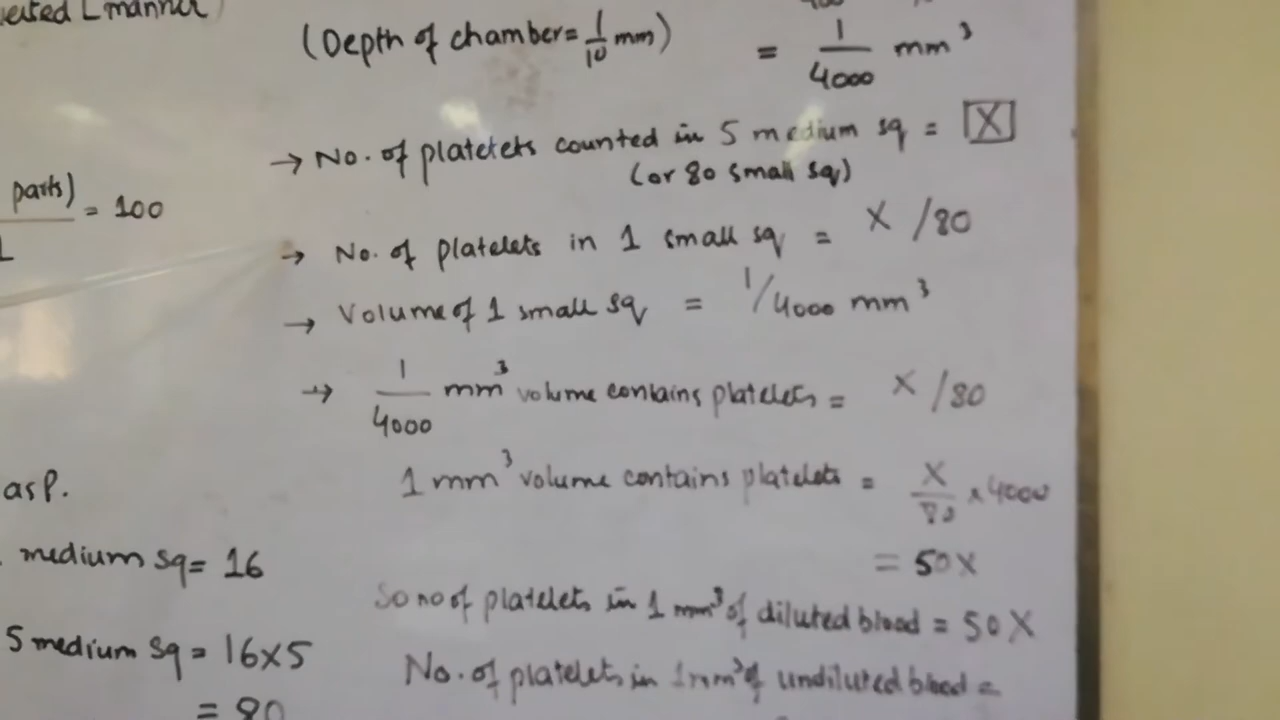 L manner)
(Depth of chamber = 1/10 mm)
= 1/4000 mm³
→ No. of platelets counted in 5 medium sq = X
(or 80 small sq)
parts) = 100
L
→ No. of platelets in 1 small sq = X/80
→ Volume of 1 small sq = 1/4000 mm³
→ 1/4000 mm³ volume contains platelets = X/80
1 mm³ volume contains platelets = X/80 x 4000
= 50X
as P.
medium sq = 16
So no of platelets in 1 mm³ of diluted blood = 50X
5 medium sq = 16x5
= 80
No. of platelets in 1mm³ of undiluted blood =